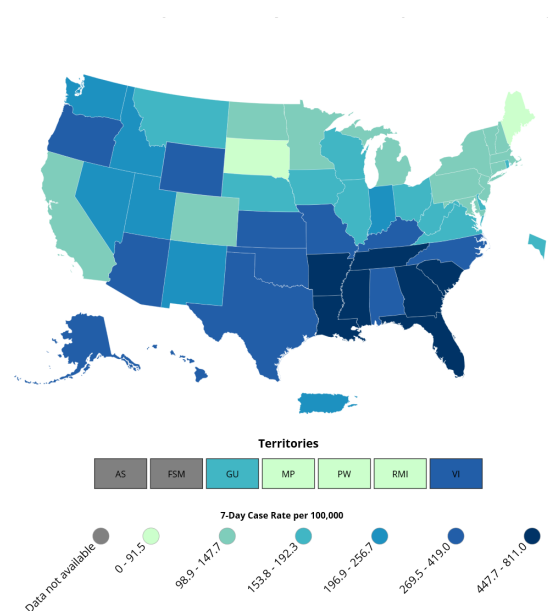 Territories
AS FSM GU MP PW RMI VI
7-Day Case Rate per 100,000
Data not available
0 - 91.5
98.9 - 147.7
153.8 - 192.3
196.9 - 256.7
269.5 - 419.0
447.7 - 811.0